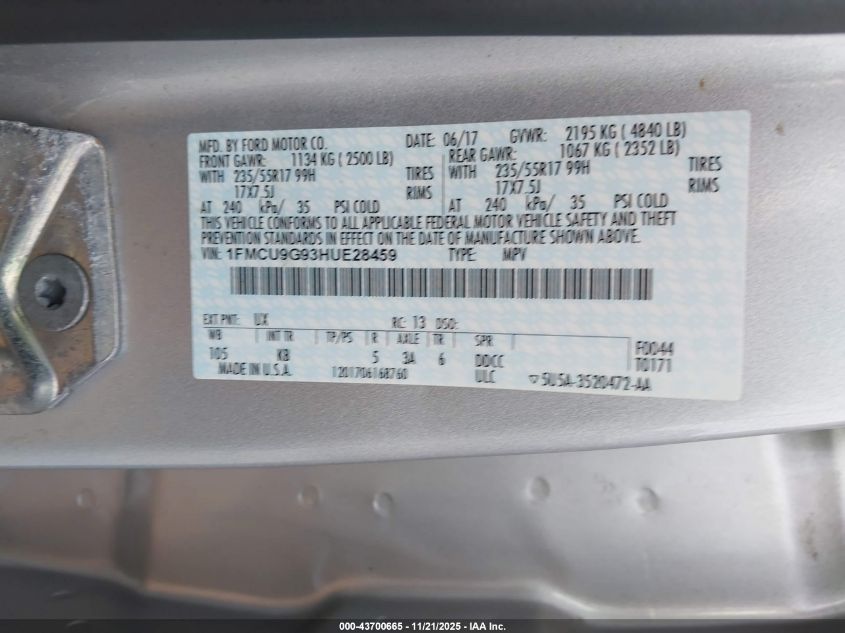 MFD. BY FORD MOTOR CO. DATE: 06/17 GVWR: 2195 KG ( 4840 LB)
FRONT GAWR: 1134 KG ( 2500 LB) REAR GAWR: 1067 KG ( 2352 LB)
WITH 235/55R17 99H TIRES WITH 235/55R17 99H TIRES
17X7.5J RIMS 17X7.5J RIMS
AT 240 kPa/ 35 PSI COLD AT 240 kPa/ 35 PSI COLD
THIS VEHICLE CONFORMS TO ALL APPLICABLE FEDERAL MOTOR VEHICLE SAFETY AND THEFT
PREVENTION STANDARDS IN EFFECT ON THE DATE OF MANUFACTURE SHOWN ABOVE.
VIN: 1FMCU9G93HUE28459 TYPE: MPV
EXT PNT: UX RC: 13 DSO:
WB INT TR TP/PS R AXLE TR SPR
105 KB 5 3A 6 DDCC F0044
MADE IN U.S.A. 1201706168760 ULC T0171
▽ 5U5A-3520472-AA
000-43700665 - 11/21/2025 - IAA Inc.